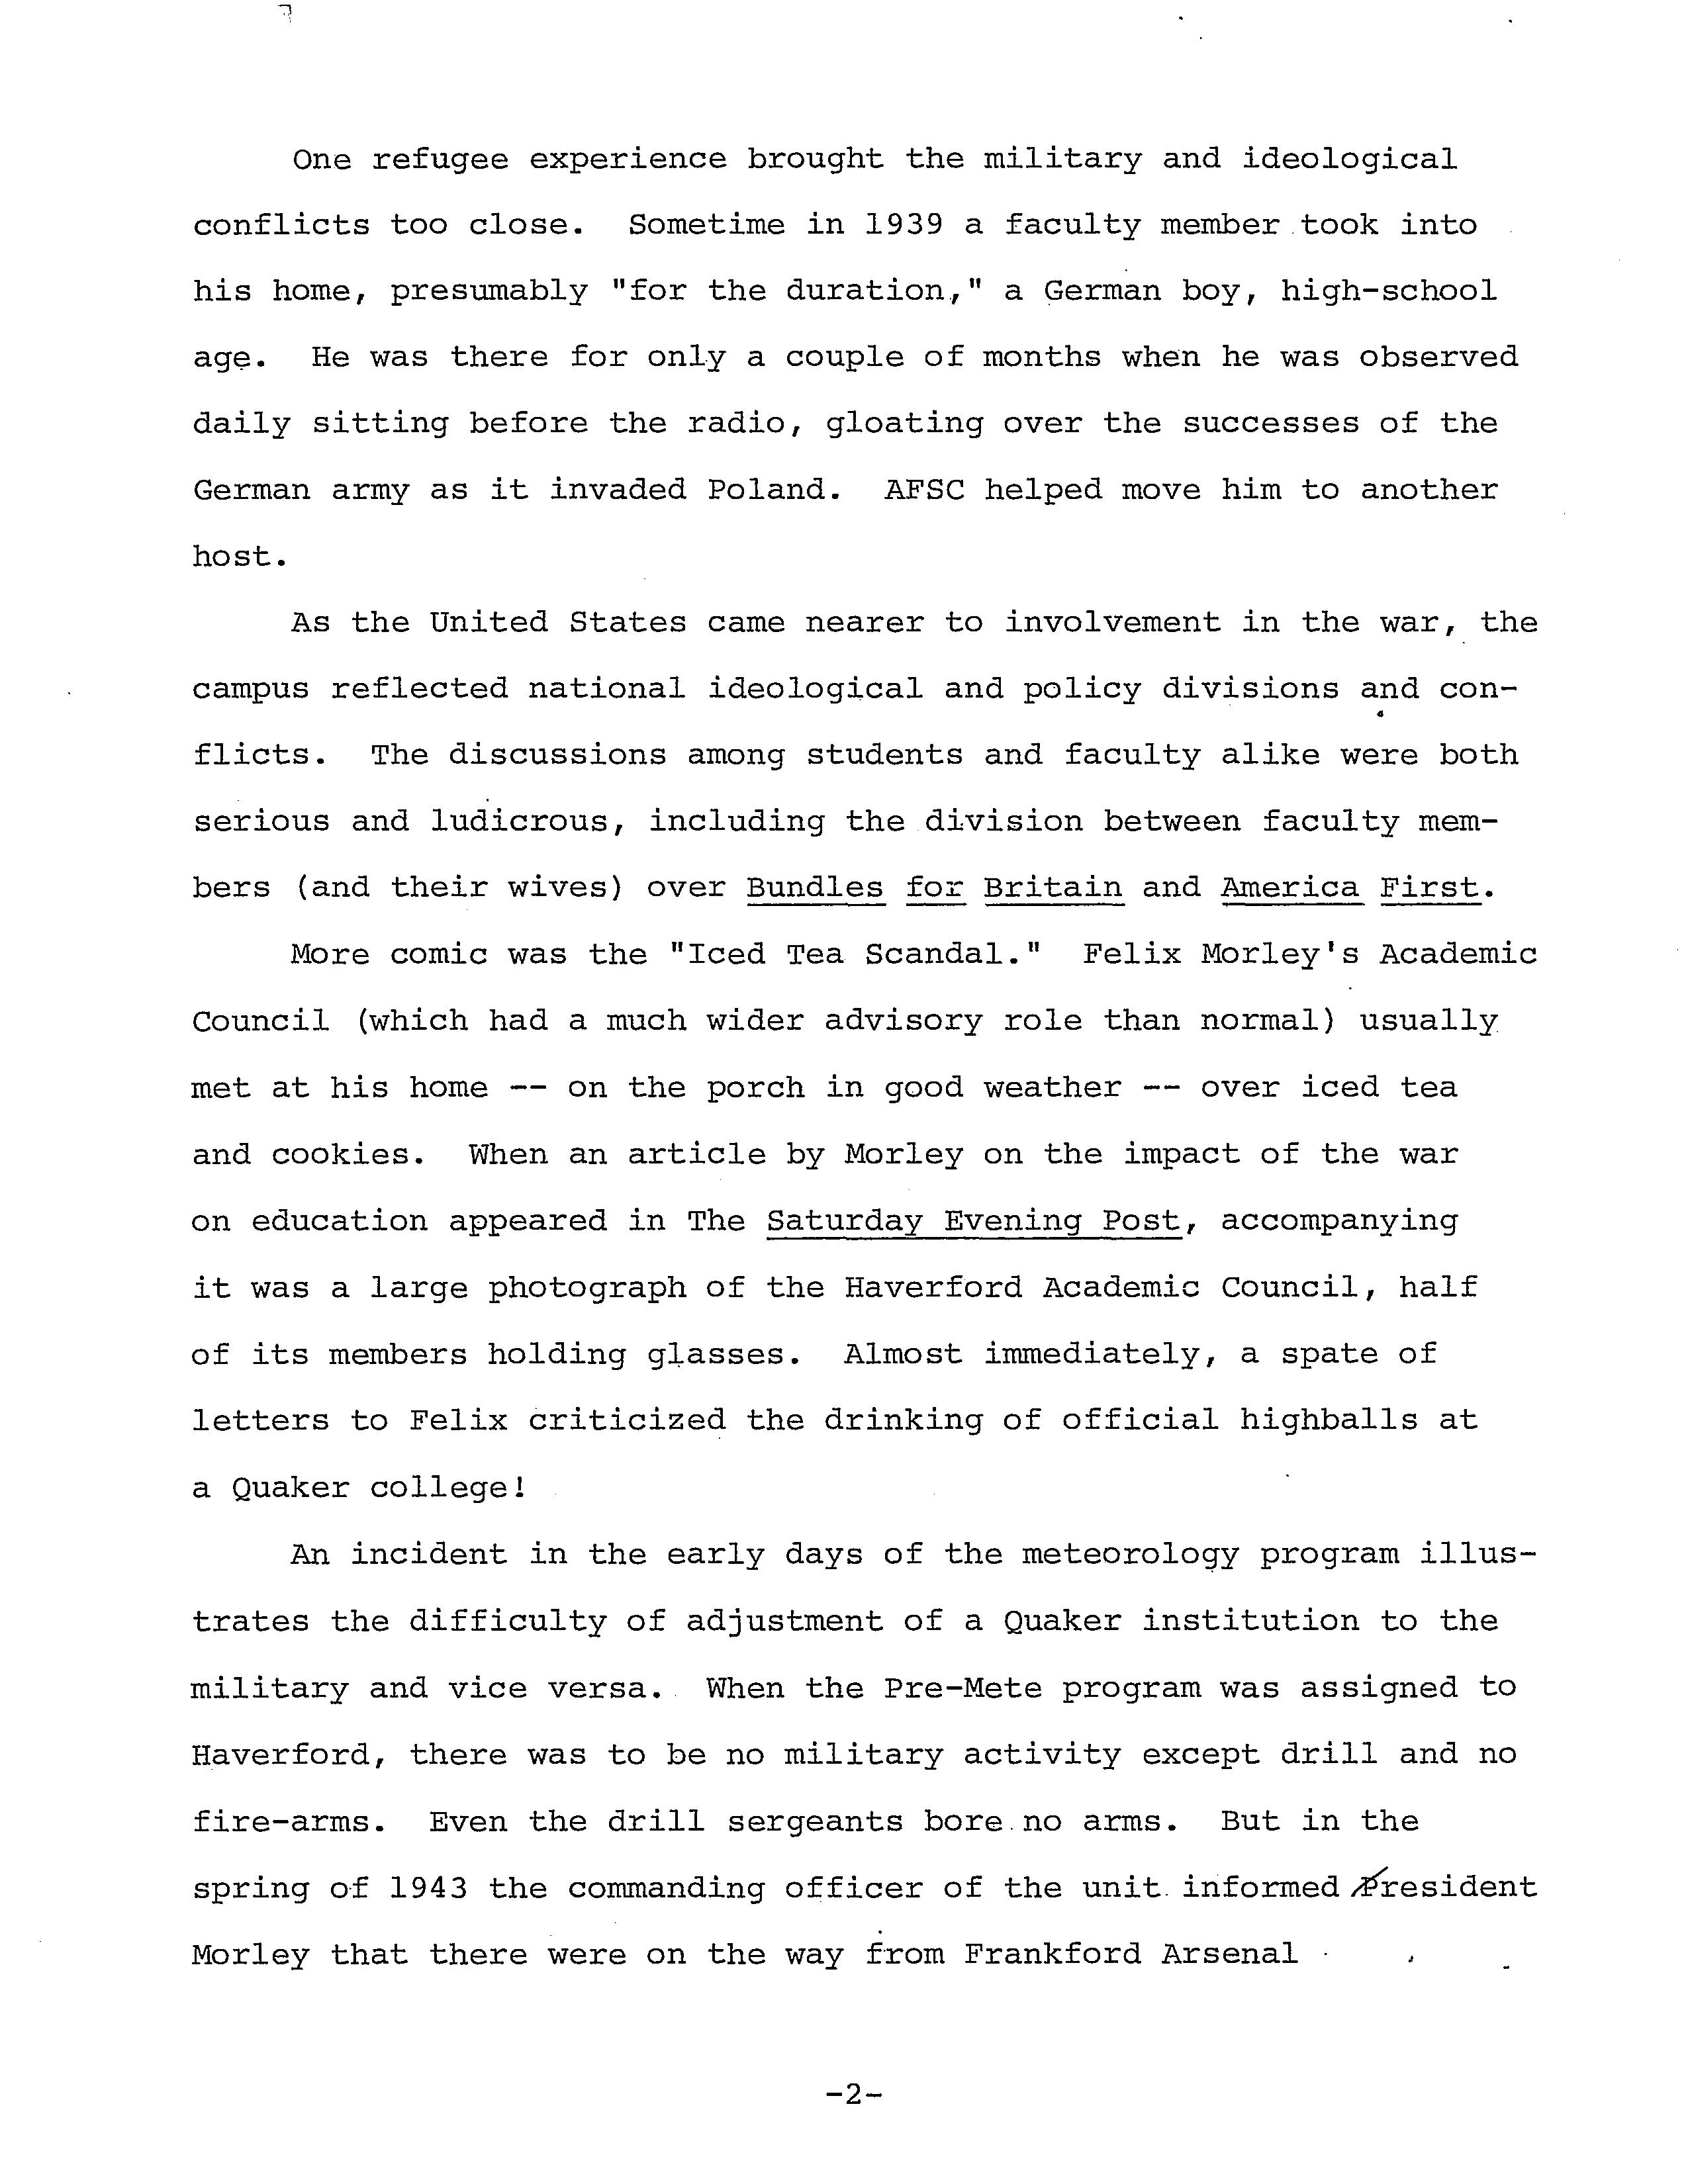 One refugee experience brought the military and ideological
conflicts too close.  Sometime in 1939 a faculty member took into
his home, presumably "for the duration," a German boy, high-school
age.  He was there for only a couple of months when he was observed
daily sitting before the radio, gloating over the successes of the
German army as it invaded Poland.  AFSC helped move him to another
host.
As the United States came nearer to involvement in the war, the
campus reflected national ideological and policy divisions and con-
flicts.  The discussions among students and faculty alike were both
serious and ludicrous, including the division between faculty mem-
bers (and their wives) over Bundles for Britain and America First.
More comic was the "Iced Tea Scandal."  Felix Morley's Academic
Council (which had a much wider advisory role than normal) usually
met at his home -- on the porch in good weather -- over iced tea
and cookies.  When an article by Morley on the impact of the war
on education appeared in The Saturday Evening Post, accompanying
it was a large photograph of the Haverford Academic Council, half
of its members holding glasses.  Almost immediately, a spate of
letters to Felix criticized the drinking of official highballs at
a Quaker college!
An incident in the early days of the meteorology program illus-
trates the difficulty of adjustment of a Quaker institution to the
military and vice versa.  When the Pre-Mete program was assigned to
Haverford, there was to be no military activity except drill and no
fire-arms.  Even the drill sergeants bore no arms.  But in the
spring of 1943 the commanding officer of the unit informed President
Morley that there were on the way from Frankford Arsenal
-2-